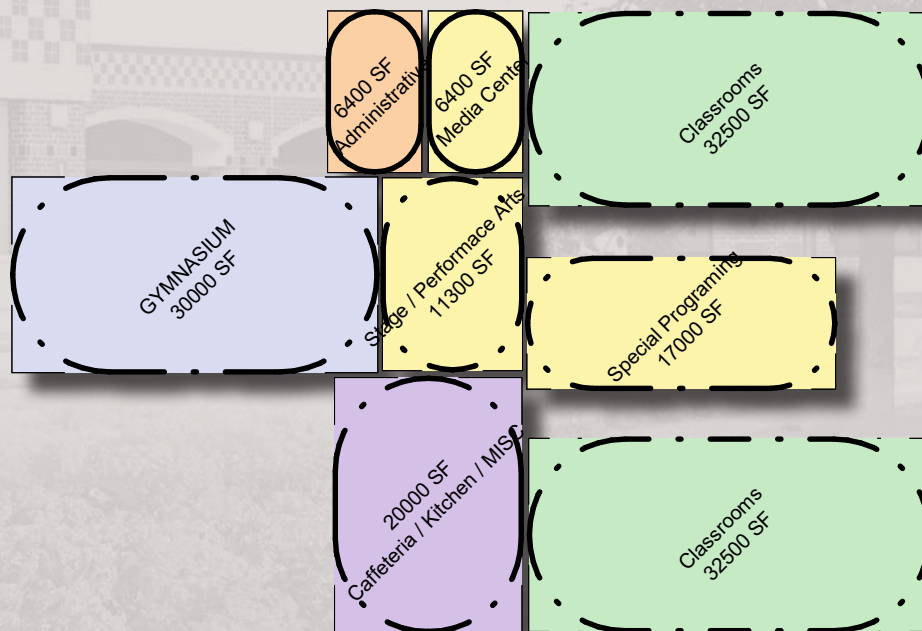 6400 SF
Administrative
6400 SF
Media Center
Classrooms
32500 SF
GYMNASIUM
30000 SF
Stage / Performace Arts
11300 SF
Special Programing
17000 SF
20000 SF
Caffeteria / Kitchen / MISC
Classrooms
32500 SF